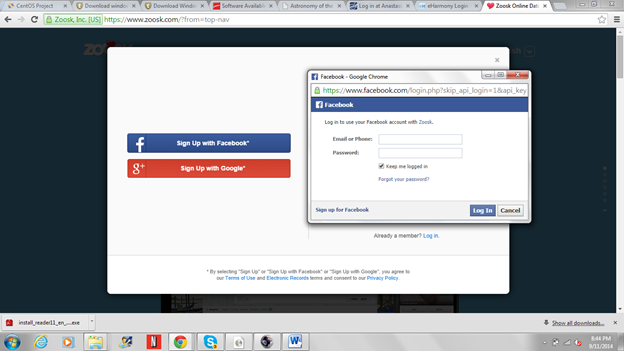 CentOS Project
Download window
Download Window
Software Availabl
Astronomy of the
Log in at Anastas
eHarmony Login
Zoosk Online Dat
Zoosk, Inc. [US] https://www.zoosk.com/?from=top-nav
Facebook - Google Chrome
https://www.facebook.com/login.php?skip_api_login=1&api_key
Facebook
Log in to use your Facebook account with Zoosk.
Email or Phone:
Password:
Keep me logged in
Forgot your password?
Sign up for Facebook
Log In
Cancel
Sign Up with Facebook*
Sign Up with Google*
Already a member? Log in.
* By selecting "Sign Up" or "Sign Up with Facebook" or "Sign Up with Google", you agree to
our Terms of Use and Electronic Records terms and consent to our Privacy Policy.
install_reader11_en_....exe
Show all downloads...
8:44 PM
9/11/2014